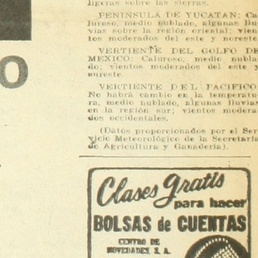 ligeras sobre las sierras.
PENINSULA DE YUCATAN: Ca-
luroso, medio nublado, algunas llu-
vias sobre la región oriental; vien-
tos moderados del este y noreste.
VERTIENTE DEL GOLFO DE
MEXICO: Caluroso, medio nubla-
do; vientos moderados del este y
sureste.
VERTIENTE DEL PACIFICO:
No habrá cambio en la temperatu-
ra, medio nublado, algunas lluvias
en la región sur; vientos modera-
dos occidentales.
(Datos proporcionados por el Ser-
vicio Meteorológico de la Secretaría
de Agricultura y Ganadería).
O
Clases gratis
para hacer
BOLSAS de CUENTAS
CENTRO DE
NOVEDADES, S. A.